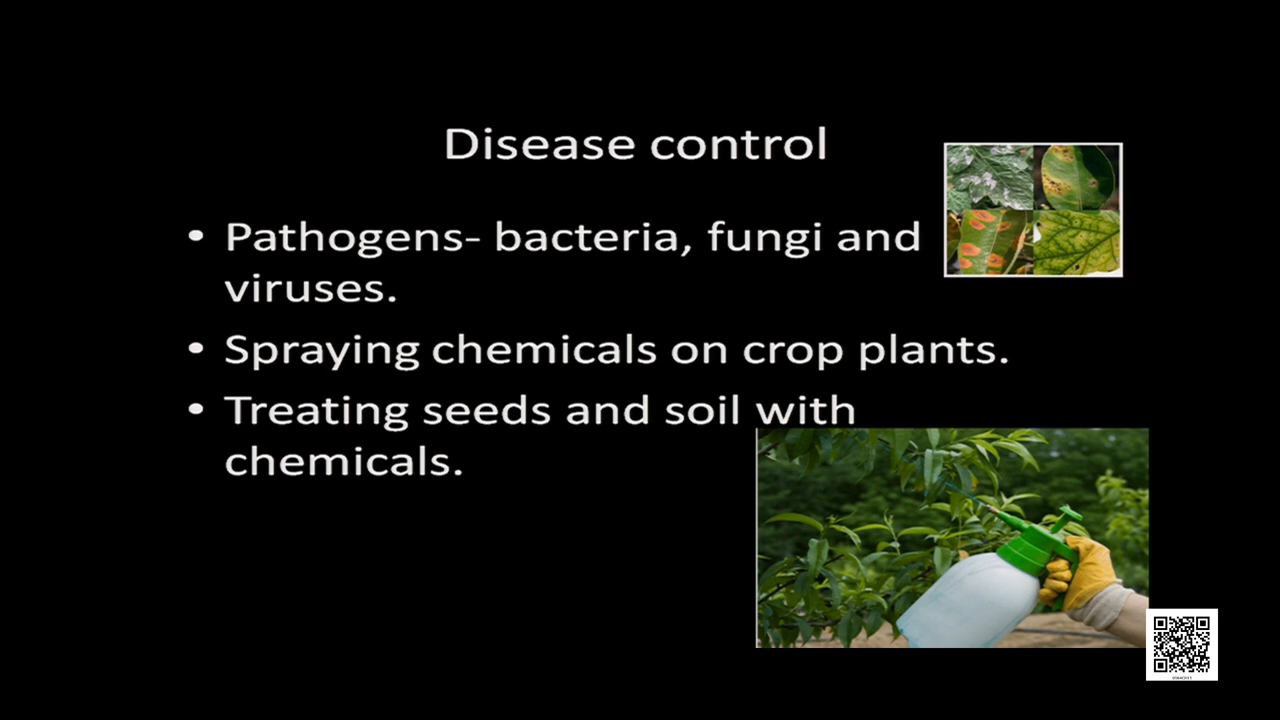 Disease control
• Pathogens- bacteria, fungi and
viruses.
• Spraying chemicals on crop plants.
• Treating seeds and soil with
chemicals.